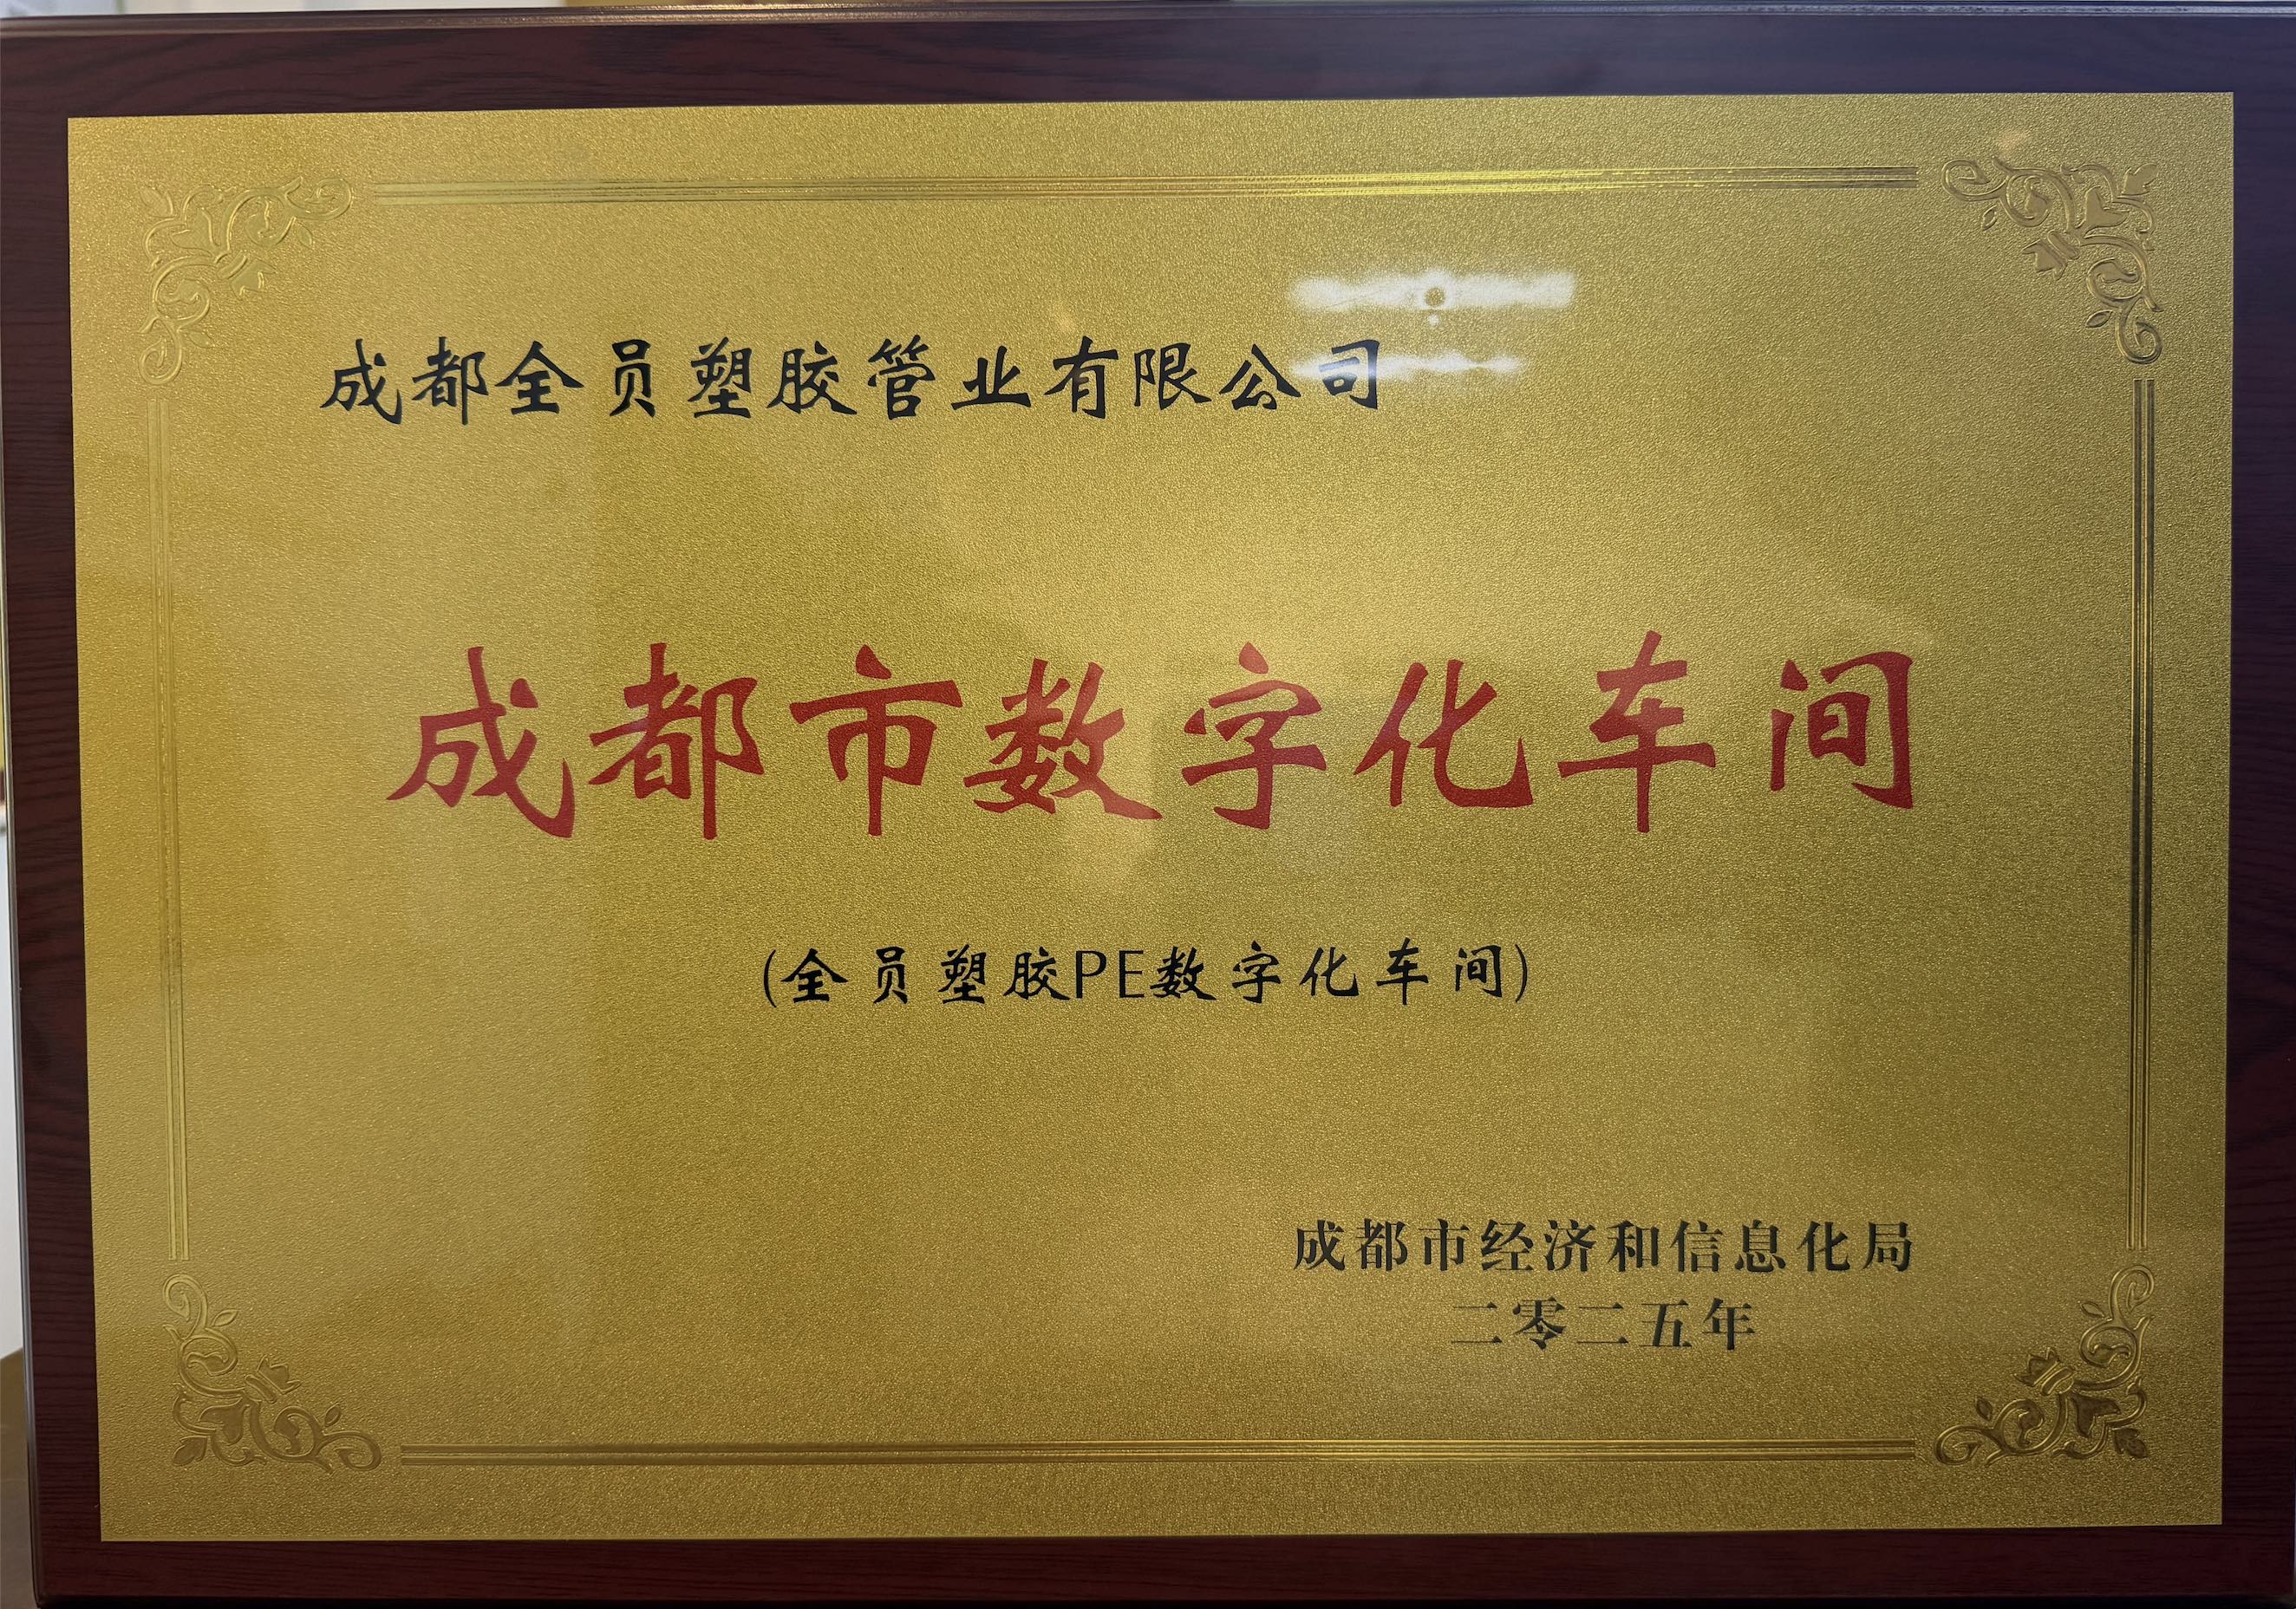 成都全员塑胶管业有限公司
成都市数字化车间
(全员塑胶PE数字化车间)
成都市经济和信息化局
二零二五年